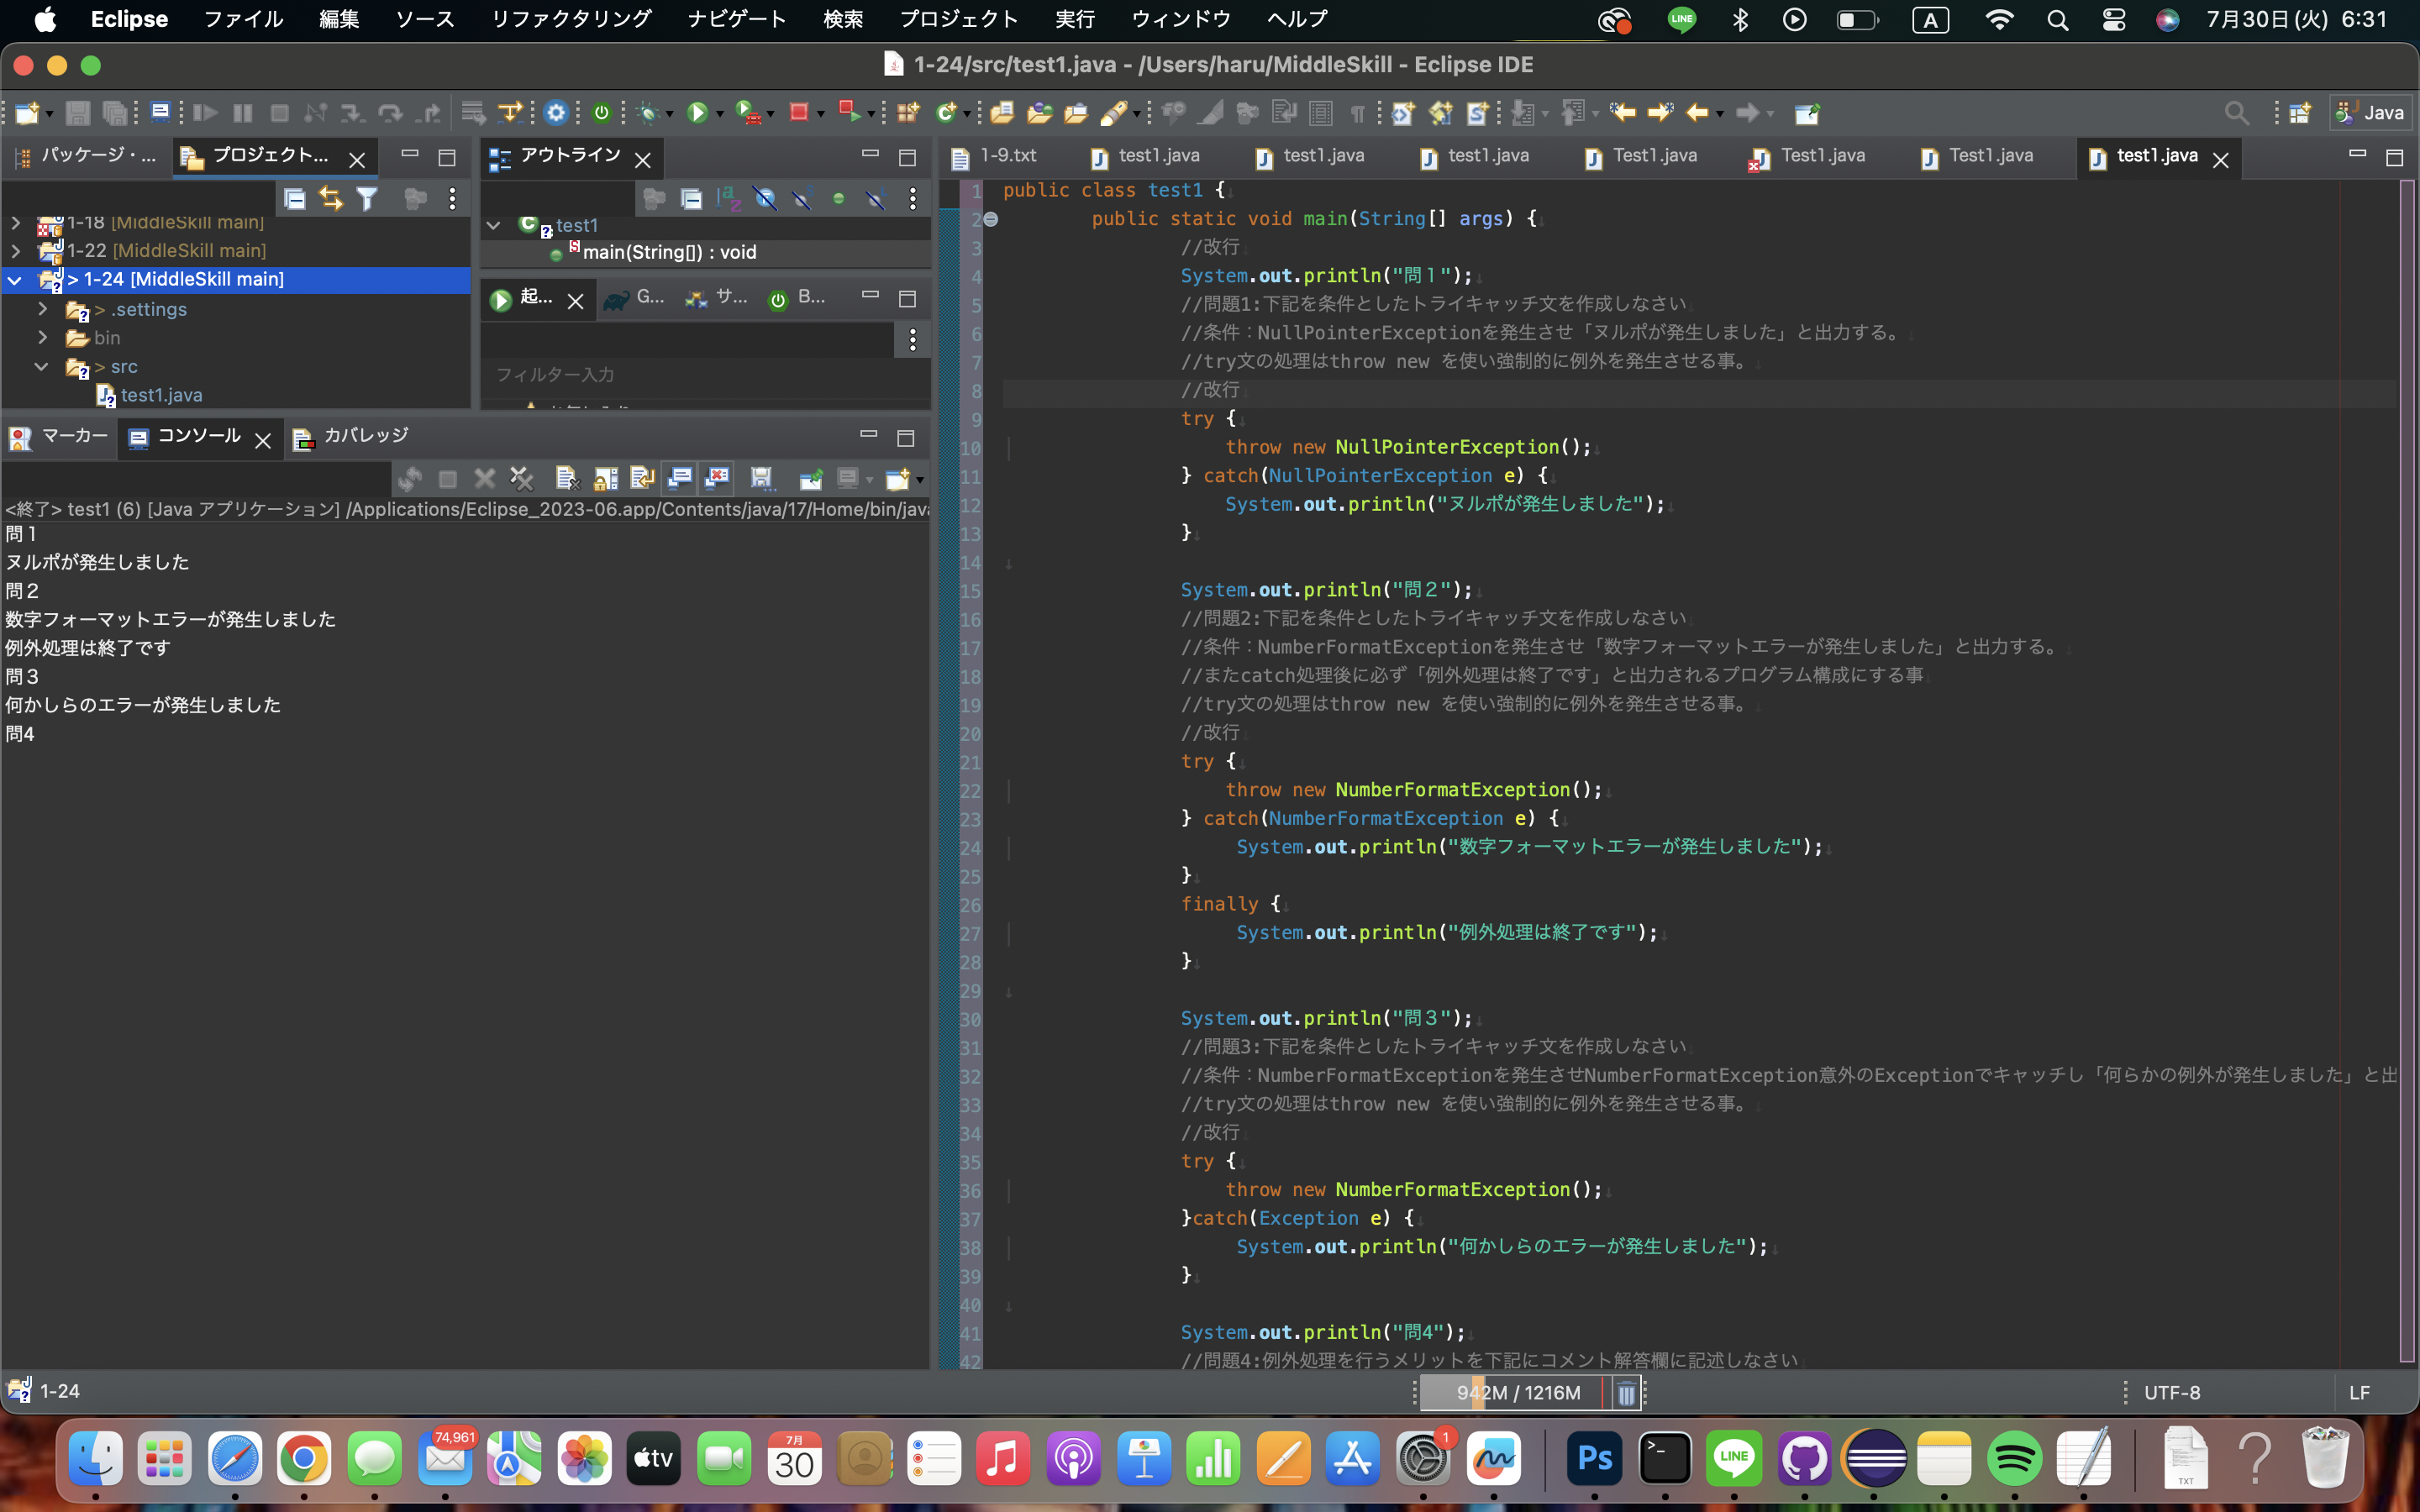 Eclipse ファイル 編集 ソース リファクタリング ナビゲート 検索 プロジェクト 実行 ウィンドウ ヘルプ LINE A 7月30日(火) 6:31
1-24/src/test1.java - /Users/haru/MiddleSkill - Eclipse IDE
Java
パッケージ・... プロジェクト...
1-18 [MiddleSkill main]
1-22 [MiddleSkill main]
> 1-24 [MiddleSkill main]
> .settings
bin
> src
test1.java
アウトライン
test1
main(String[]) : void
起... G... サ... B...
フィルター入力
マーカー コンソール カバレッジ
<終了> test1 (6) [Java アプリケーション] /Applications/Eclipse_2023-06.app/Contents/java/17/Home/bin/java
問１
ヌルポが発生しました
問２
数字フォーマットエラーが発生しました
例外処理は終了です
問３
何かしらのエラーが発生しました
問4
1-9.txt test1.java test1.java test1.java Test1.java Test1.java Test1.java test1.java
1 public class test1 {
2 public static void main(String[] args) {
3 //改行
4 System.out.println("問１");
5 //問題1:下記を条件としたトライキャッチ文を作成しなさい
6 //条件：NullPointerExceptionを発生させ「ヌルポが発生しました」と出力する。
7 //try文の処理はthrow new を使い強制的に例外を発生させる事。
8 //改行
9 try {
10 throw new NullPointerException();
11 } catch(NullPointerException e) {
12 System.out.println("ヌルポが発生しました");
13 }
14
15 System.out.println("問２");
16 //問題2:下記を条件としたトライキャッチ文を作成しなさい
17 //条件：NumberFormatExceptionを発生させ「数字フォーマットエラーが発生しました」と出力する。
18 //またcatch処理後に必ず「例外処理は終了です」と出力されるプログラム構成にする事
19 //try文の処理はthrow new を使い強制的に例外を発生させる事。
20 //改行
21 try {
22 throw new NumberFormatException();
23 } catch(NumberFormatException e) {
24 System.out.println("数字フォーマットエラーが発生しました");
25 }
26 finally {
27 System.out.println("例外処理は終了です");
28 }
29
30 System.out.println("問３");
31 //問題3:下記を条件としたトライキャッチ文を作成しなさい
32 //条件：NumberFormatExceptionを発生させNumberFormatException意外のExceptionでキャッチし「何らかの例外が発生しました」と出
33 //try文の処理はthrow new を使い強制的に例外を発生させる事。
34 //改行
35 try {
36 throw new NumberFormatException();
37 }catch(Exception e) {
38 System.out.println("何かしらのエラーが発生しました");
39 }
40
41 System.out.println("問4");
42 //問題4:例外処理を行うメリットを下記にコメント解答欄に記述しなさい
1-24 942M / 1216M UTF-8 LF
74,961 tv 7月 30 1 Ps LINE TXT